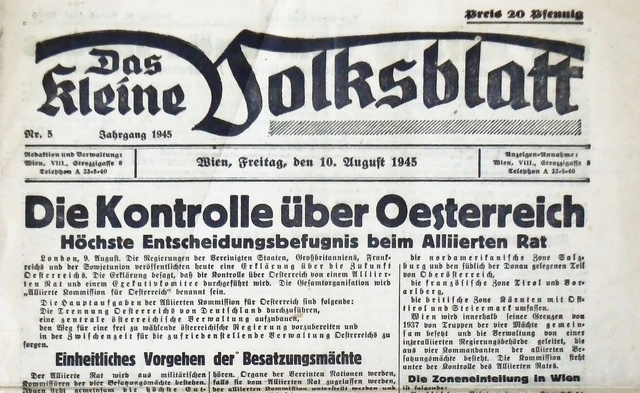 Preis 20 Pfennig
Das
Kleine
Volksblatt
Nr. 5 Jahrgang 1945
Redaktion und Verwaltung:
Wien, VIII., Strozzigasse 8
Telephon A 23-5-40
Wien, Freitag, den 10. August 1945
Anzeigen-Annahme:
Wien, VIII., Strozzigasse 8
Telephon A 23-5-40
Die Kontrolle über Oesterreich
Höchste Entscheidungsbefugnis beim Alliierten Rat
London, 9. August. Die Regierungen der Vereinigten Staaten, Großbritanniens, Frank-
reichs und der Sowjetunion veröffentlichten heute eine Erklärung über die Zukunft
Oesterreichs. Die Erklärung besagt, daß die Kontrolle über Oesterreich von einem Alliier-
ten Rat und einem Exekutivkomitee durchgeführt wird. Die Gesamtorganisation wird
„Alliierte Kommission für Oesterreich" benannt sein.
Die Hauptaufgaben der Alliierten Kommission für Oesterreich sind folgende:
Die Trennung Oesterreichs von Deutschland durchzuführen,
eine zentrale österreichische Verwaltung aufzubauen,
den Weg für eine frei zu wählende österreichische Regierung vorzubereiten und
in der Zwischenzeit für die zufriedenstellende Verwaltung Oesterreichs zu
sorgen.
Einheitliches Vorgehen der Besatzungsmächte
Der Alliierte Rat wird aus militärischen
Kommissären der vier Besatzungsmächte bestehen.
hören. Organe der Vereinten Nationen werden,
falls sie vom Alliierten Rat zugelassen werden,
die nordamerikanische Zone Salz-
burg und den südlich der Donau gelegenen Teil
von Oberösterreich,
die französische Zone Tirol und Vor-
arlberg,
die britische Zone Kärnten mit Ost-
tirol und Steiermark umfassen.
Wien wird innerhalb seiner Grenzen von
1937 von Truppen der vier Mächte gemein-
sam besetzt und die Verwaltung von einer
interalliierten Regierungsbehörde geleitet, die
aus vier Kommandanten der alliierten Be-
satzungsmächte besteht. Die Kommission steht
unter der Kontrolle des Alliierten Rates.
Die Zoneneinteilung in Wien